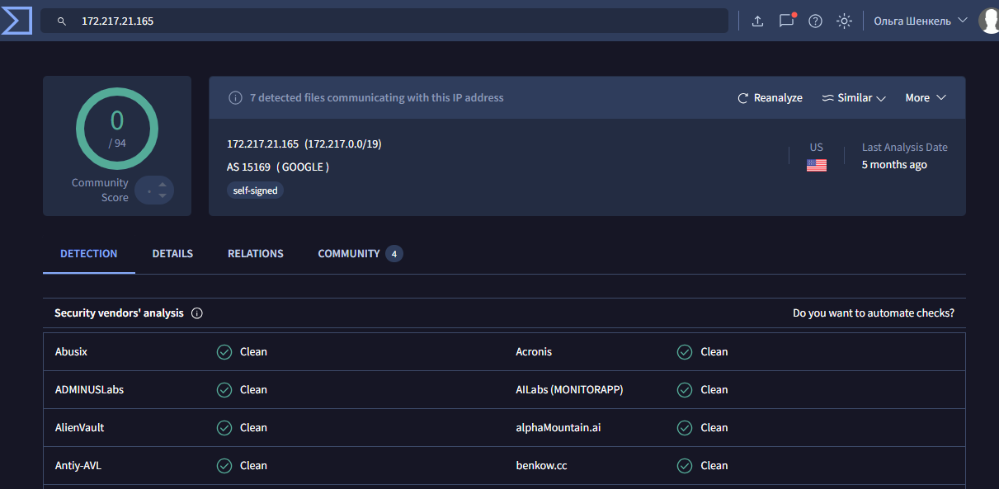 172.217.21.165
Ольга Шенкель
0
/ 94
Community
Score
7 detected files communicating with this IP address
Reanalyze
Similar
More
172.217.21.165 (172.217.0.0/19)
AS 15169 ( GOOGLE )
self-signed
US
Last Analysis Date
5 months ago
DETECTION
DETAILS
RELATIONS
COMMUNITY 4
Security vendors' analysis
Do you want to automate checks?
Abusix Clean Acronis Clean
ADMINUSLabs Clean AILabs (MONITORAPP) Clean
AlienVault Clean alphaMountain.ai Clean
Antiy-AVL Clean benkow.cc Clean